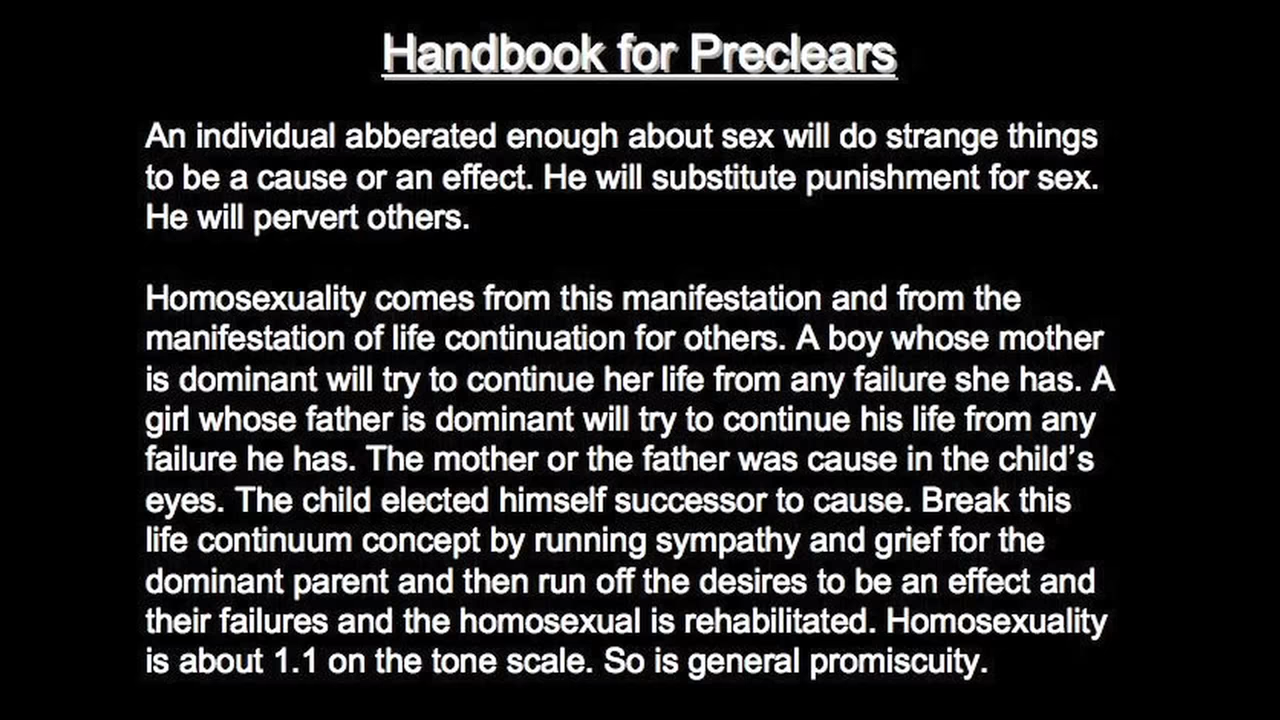 Handbook for Preclears
An individual abberated enough about sex will do strange things
to be a cause or an effect. He will substitute punishment for sex.
He will pervert others.
Homosexuality comes from this manifestation and from the
manifestation of life continuation for others. A boy whose mother
is dominant will try to continue her life from any failure she has. A
girl whose father is dominant will try to continue his life from any
failure he has. The mother or the father was cause in the child’s
eyes. The child elected himself successor to cause. Break this
life continuum concept by running sympathy and grief for the
dominant parent and then run off the desires to be an effect and
their failures and the homosexual is rehabilitated. Homosexuality
is about 1.1 on the tone scale. So is general promiscuity.